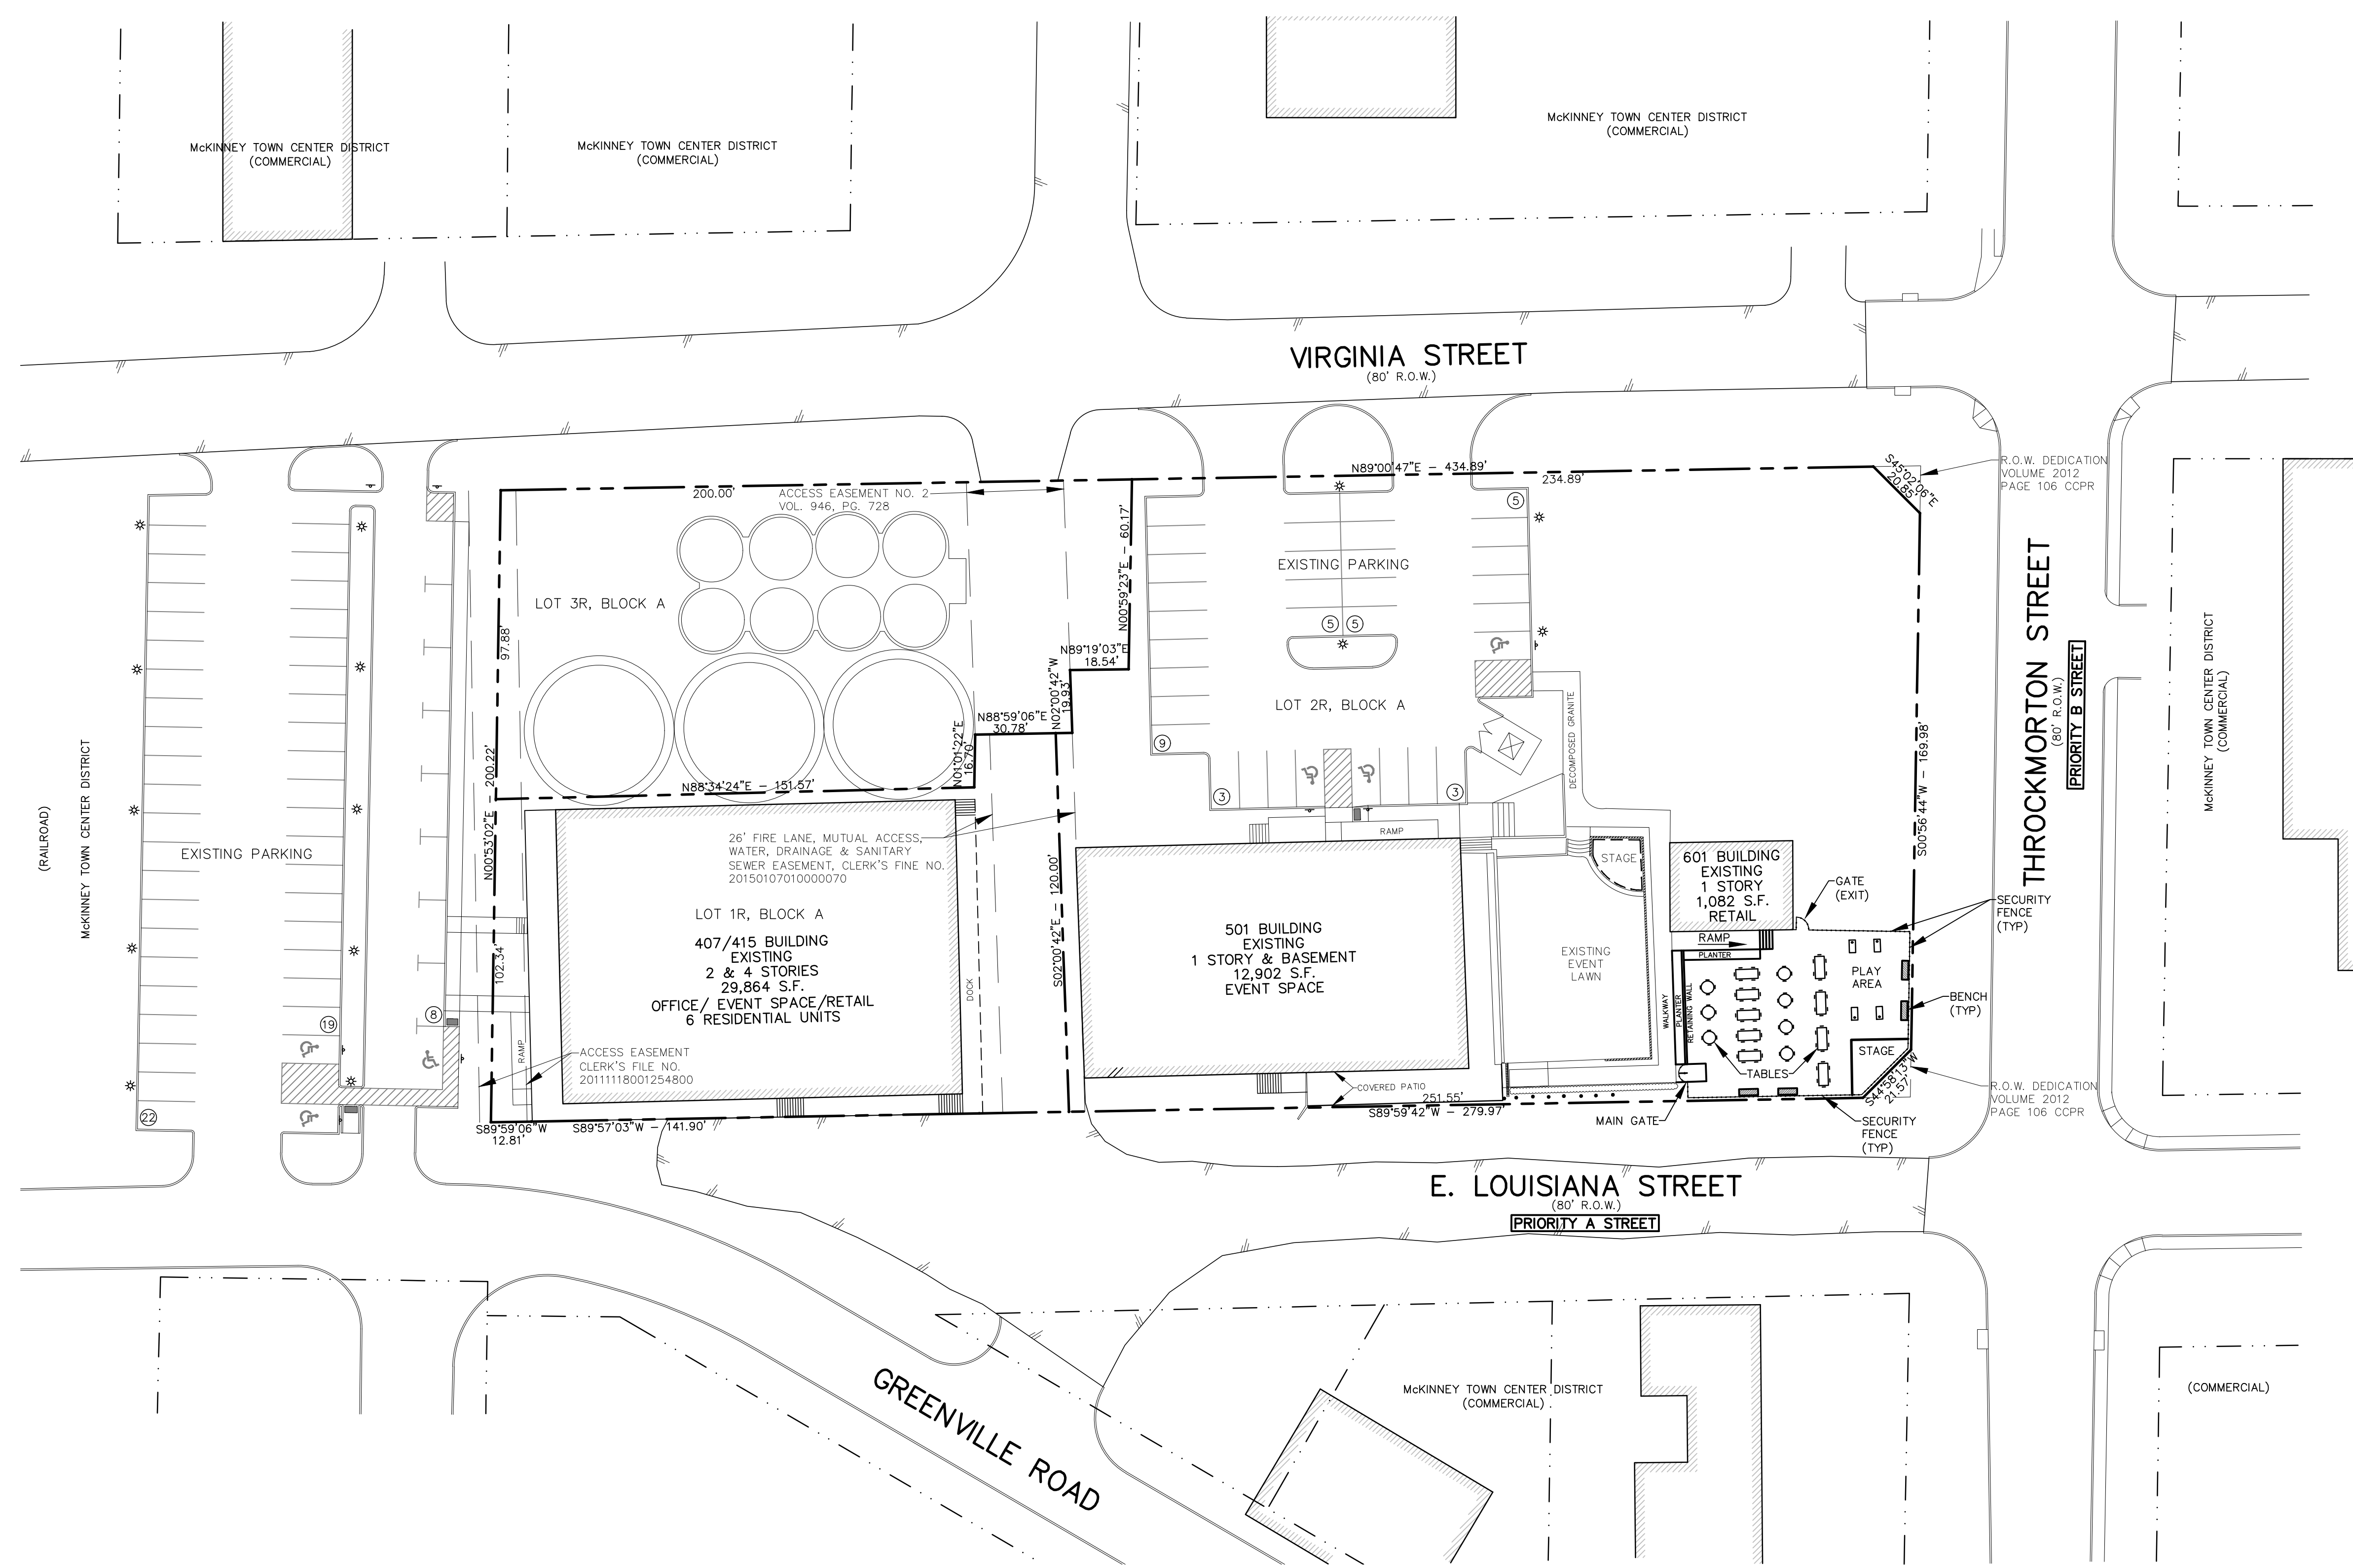 McKINNEY TOWN CENTER DISTRICT
(COMMERCIAL)
McKINNEY TOWN CENTER DISTRICT
(COMMERCIAL)
McKINNEY TOWN CENTER DISTRICT
(COMMERCIAL)
VIRGINIA STREET
(80' R.O.W.)
N89°00'47"E - 434.89'
200.00'
234.89'
ACCESS EASEMENT NO. 2
VOL. 946, PG. 728
S45°02'06"E
20.85'
R.O.W. DEDICATION
VOLUME 2012
PAGE 106 CCPR
(RAILROAD)
McKINNEY TOWN CENTER DISTRICT
EXISTING PARKING
22
19
8
LOT 3R, BLOCK A
97.88'
N00°53'02"E - 200.22'
102.34'
N88°34'24"E - 151.57'
N01°01'22"E
16.70'
N88°59'06"E
30.78'
N02°00'42"W
19.93'
N89°19'03"E
18.54'
N00°59'23"E - 60.17'
EXISTING PARKING
5
5
5
9
3
3
LOT 2R, BLOCK A
DECOMPOSED GRANITE
RAMP
26' FIRE LANE, MUTUAL ACCESS,
WATER, DRAINAGE & SANITARY
SEWER EASEMENT, CLERK'S FINE NO.
20150107010000070
LOT 1R, BLOCK A
407/415 BUILDING
EXISTING
2 & 4 STORIES
29,864 S.F.
OFFICE/ EVENT SPACE/RETAIL
6 RESIDENTIAL UNITS
RAMP
ACCESS EASEMENT
CLERK'S FILE NO.
20111118001254800
DOCK
S02°00'42"E - 120.00'
501 BUILDING
EXISTING
1 STORY & BASEMENT
12,902 S.F.
EVENT SPACE
STAGE
EXISTING
EVENT
LAWN
601 BUILDING
EXISTING
1 STORY
1,082 S.F.
RETAIL
GATE
(EXIT)
SECURITY
FENCE
(TYP)
RAMP
PLANTER
WALKWAY
PLANTER
RETAINING WALL
PLAY
AREA
BENCH
(TYP)
STAGE
TABLES
COVERED PATIO
MAIN GATE
SECURITY
FENCE
(TYP)
S44°58'13"W
21.57'
R.O.W. DEDICATION
VOLUME 2012
PAGE 106 CCPR
S00°56'44"W - 169.98'
THROCKMORTON STREET
(80' R.O.W.)
PRIORITY B STREET
McKINNEY TOWN CENTER DISTRICT
(COMMERCIAL)
S89°59'06"W
12.81'
S89°57'03"W - 141.90'
251.55'
S89°59'42"W - 279.97'
E. LOUISIANA STREET
(80' R.O.W.)
PRIORITY A STREET
GREENVILLE ROAD
McKINNEY TOWN CENTER DISTRICT
(COMMERCIAL)
(COMMERCIAL)